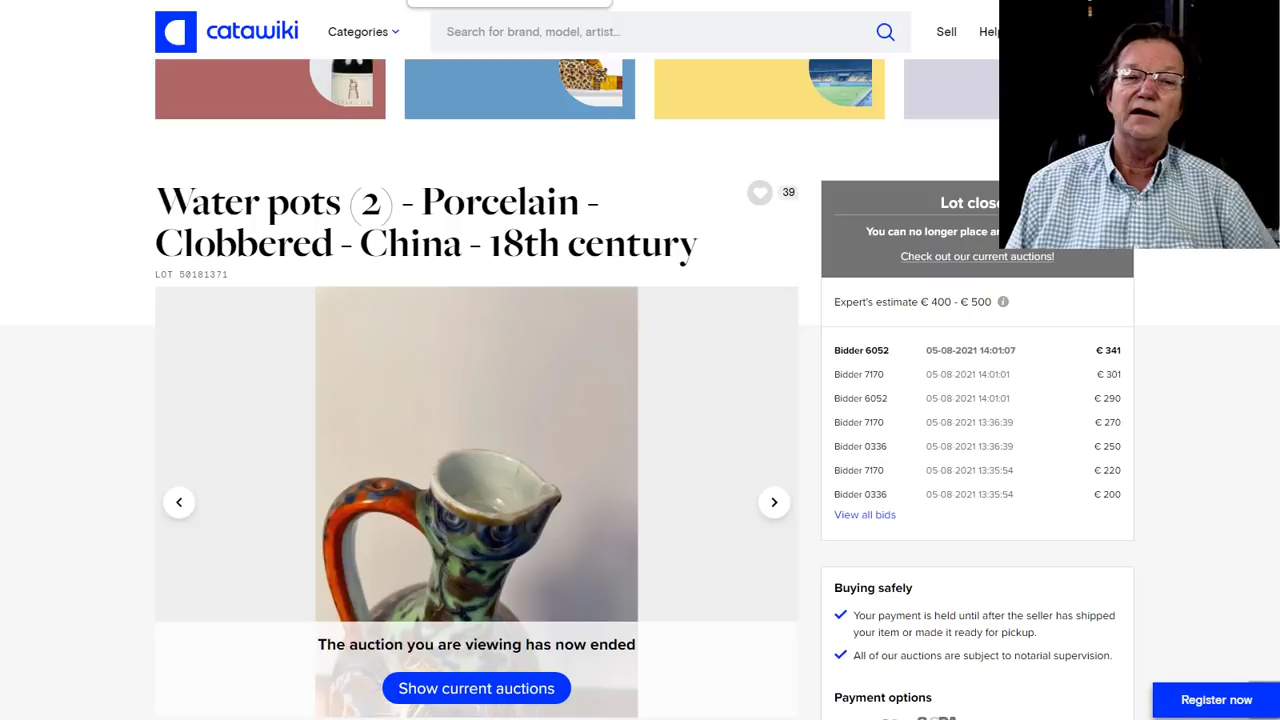 catawiki
Categories
Search for brand, model, artist...
Sell
Help
Water pots (2) - Porcelain -
Clobbered - China - 18th century
LOT 50181371
39
Lot close
You can no longer place
Check out our current auctions!
Expert's estimate € 400 - € 500
Bidder 6052 05-08-2021 14:01:07 € 341
Bidder 7170 05-08-2021 14:01:01 € 301
Bidder 6052 05-08-2021 14:01:01 € 290
Bidder 7170 05-08-2021 13:36:39 € 270
Bidder 0336 05-08-2021 13:36:39 € 250
Bidder 7170 05-08-2021 13:35:54 € 220
Bidder 0336 05-08-2021 13:35:54 € 200
View all bids
The auction you are viewing has now ended
Show current auctions
Buying safely
Your payment is held until after the seller has shipped
your item or made it ready for pickup.
All of our auctions are subject to notarial supervision.
Payment options
Register now